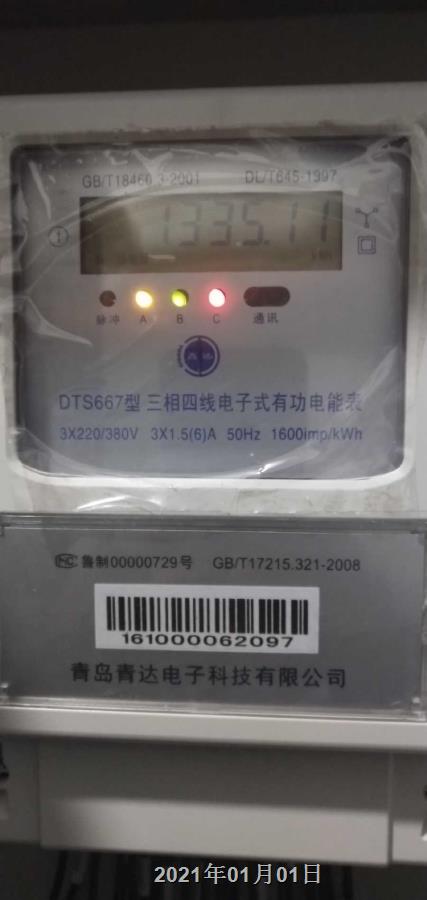 GB/T18460.3-2001 DL/T645-1997
1335.11
kWh
脉冲 A B C 通讯
DTS667型 三相四线电子式有功电能表
3X220/380V 3X1.5(6)A 50Hz 1600imp/kWh
鲁制00000729号 GB/T17215.321-2008
161000062097
青岛青达电子科技有限公司
2021年01月01日